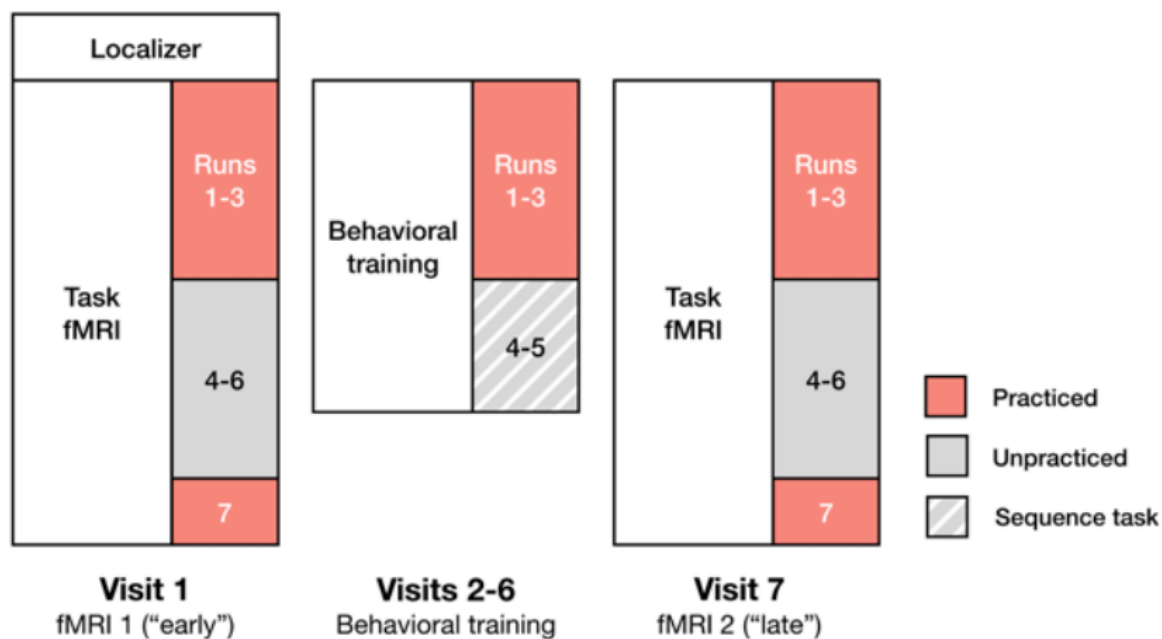 Localizer
Task
fMRI
Runs
1-3
4-6
7
Visit 1
fMRI 1 (“early”)
Behavioral
training
Runs
1-3
4-5
Visits 2-6
Behavioral training
Task
fMRI
Runs
1-3
4-6
7
Visit 7
fMRI 2 (“late”)
Practiced
Unpracticed
Sequence task